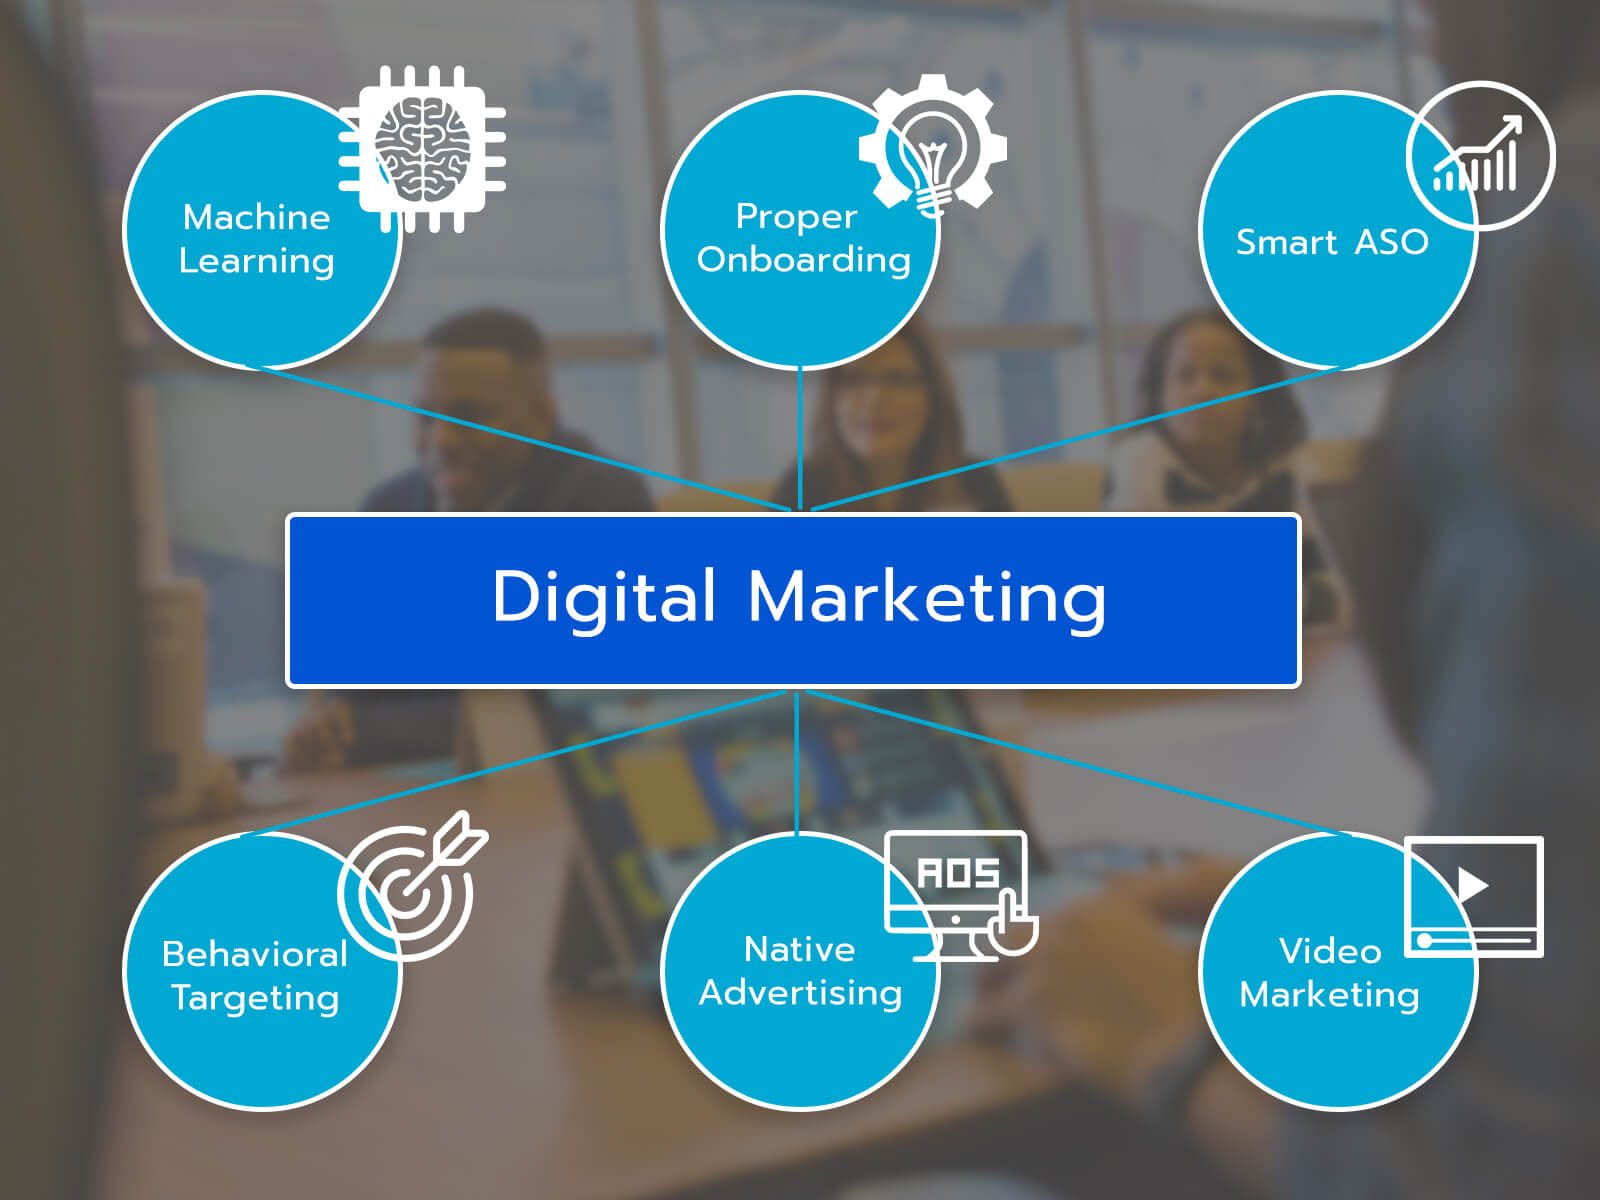 Machine
Learning
Proper
Onboarding
Smart ASO
Digital Marketing
Behavioral
Targeting
ADS
Native
Advertising
Video
Marketing